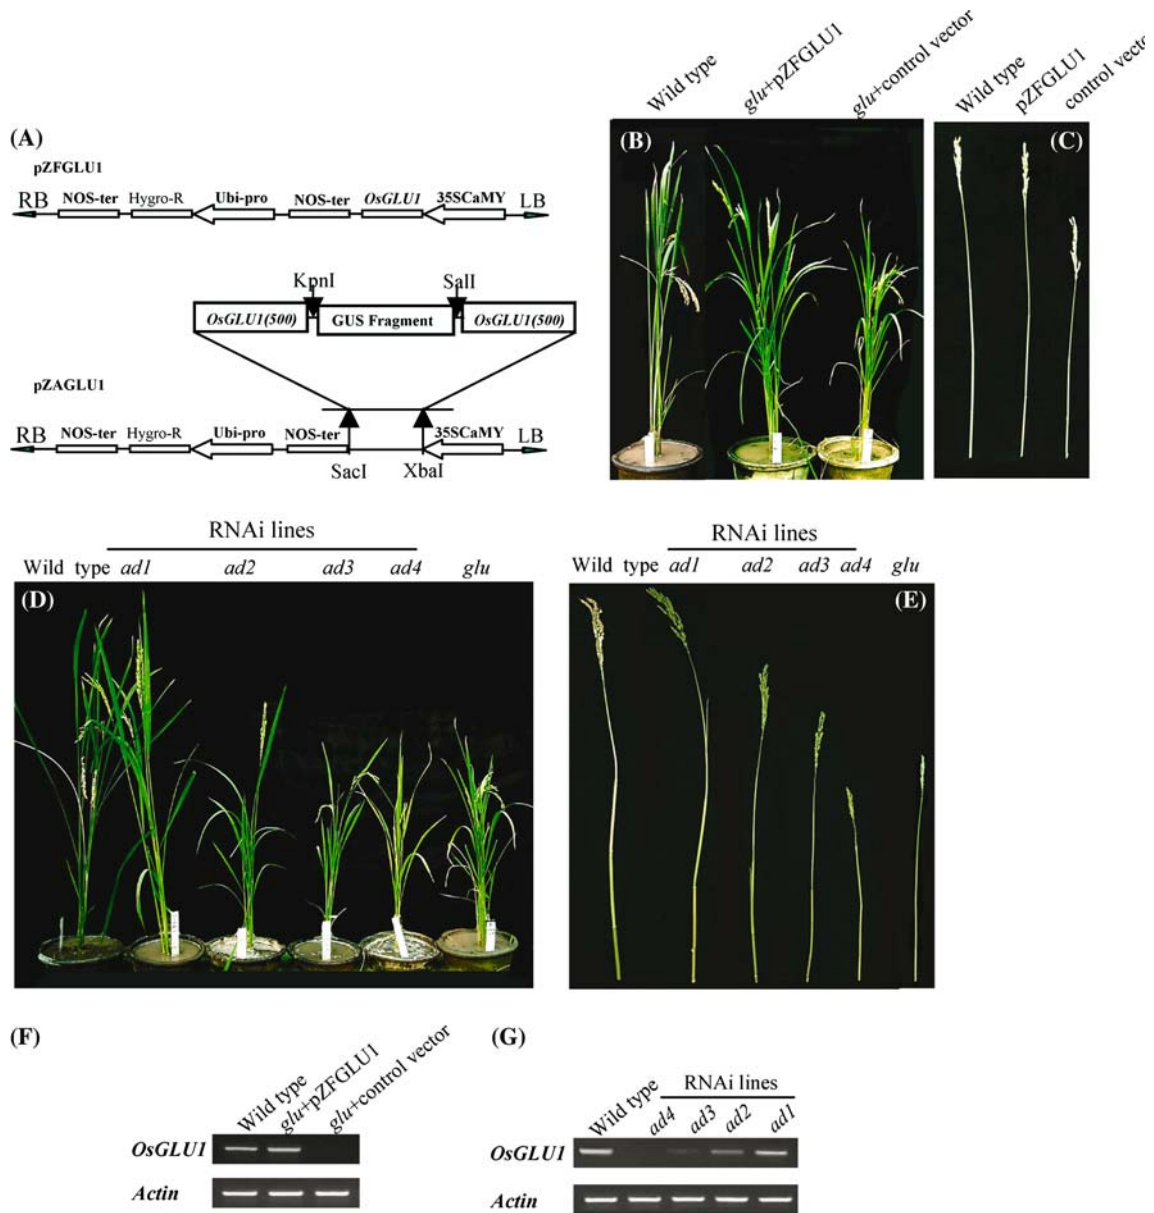 Wild type
glu+pZFGLU1
glu+control vector
Wild type
pZFGLU1
control vector
(A)
pZFGLU1
RB NOS-ter Hygro-R Ubi-pro NOS-ter OsGLU1 35SCaMY LB
KpnI SalI
OsGLU1(500) GUS Fragment OsGLU1(500)
pZAGLU1
RB NOS-ter Hygro-R Ubi-pro NOS-ter 35SCaMY LB
SacI XbaI
(B)
(C)
RNAi lines
Wild type ad1 ad2 ad3 ad4 glu
(D)
RNAi lines
Wild type ad1 ad2 ad3 ad4 glu
(E)
(F)
Wild type
glu+pZFGLU1
glu+control vector
OsGLU1
Actin
(G)
RNAi lines
Wild type ad4 ad3 ad2 ad1
OsGLU1
Actin